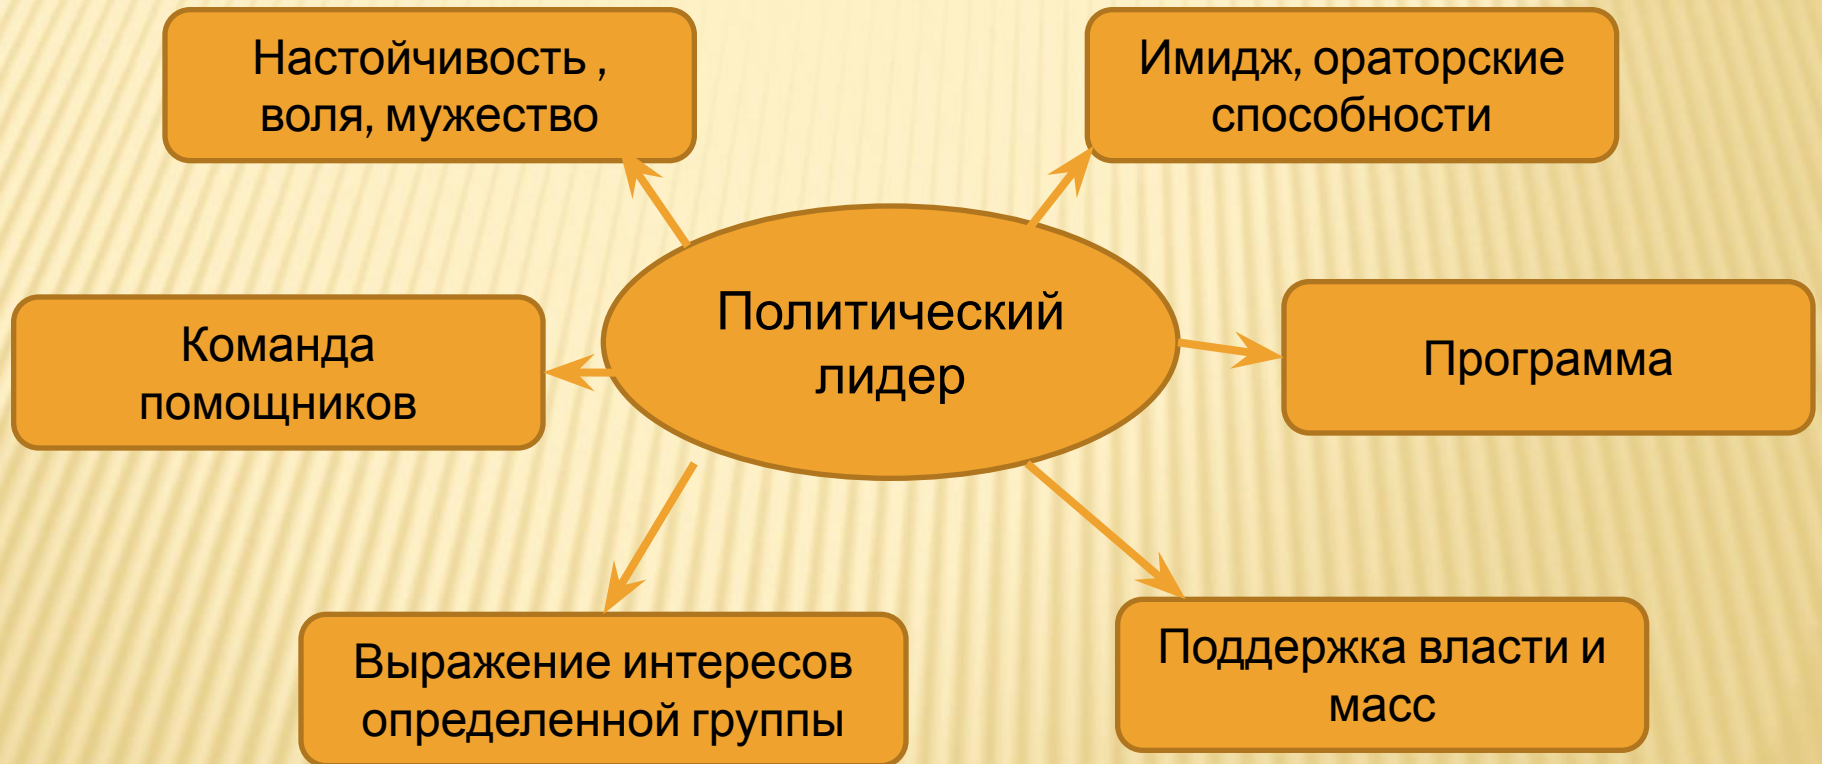 Настойчивость ,
воля, мужество
Имидж, ораторские
способности
Политический
лидер
Команда
помощников
Программа
Выражение интересов
определенной группы
Поддержка власти и
масс